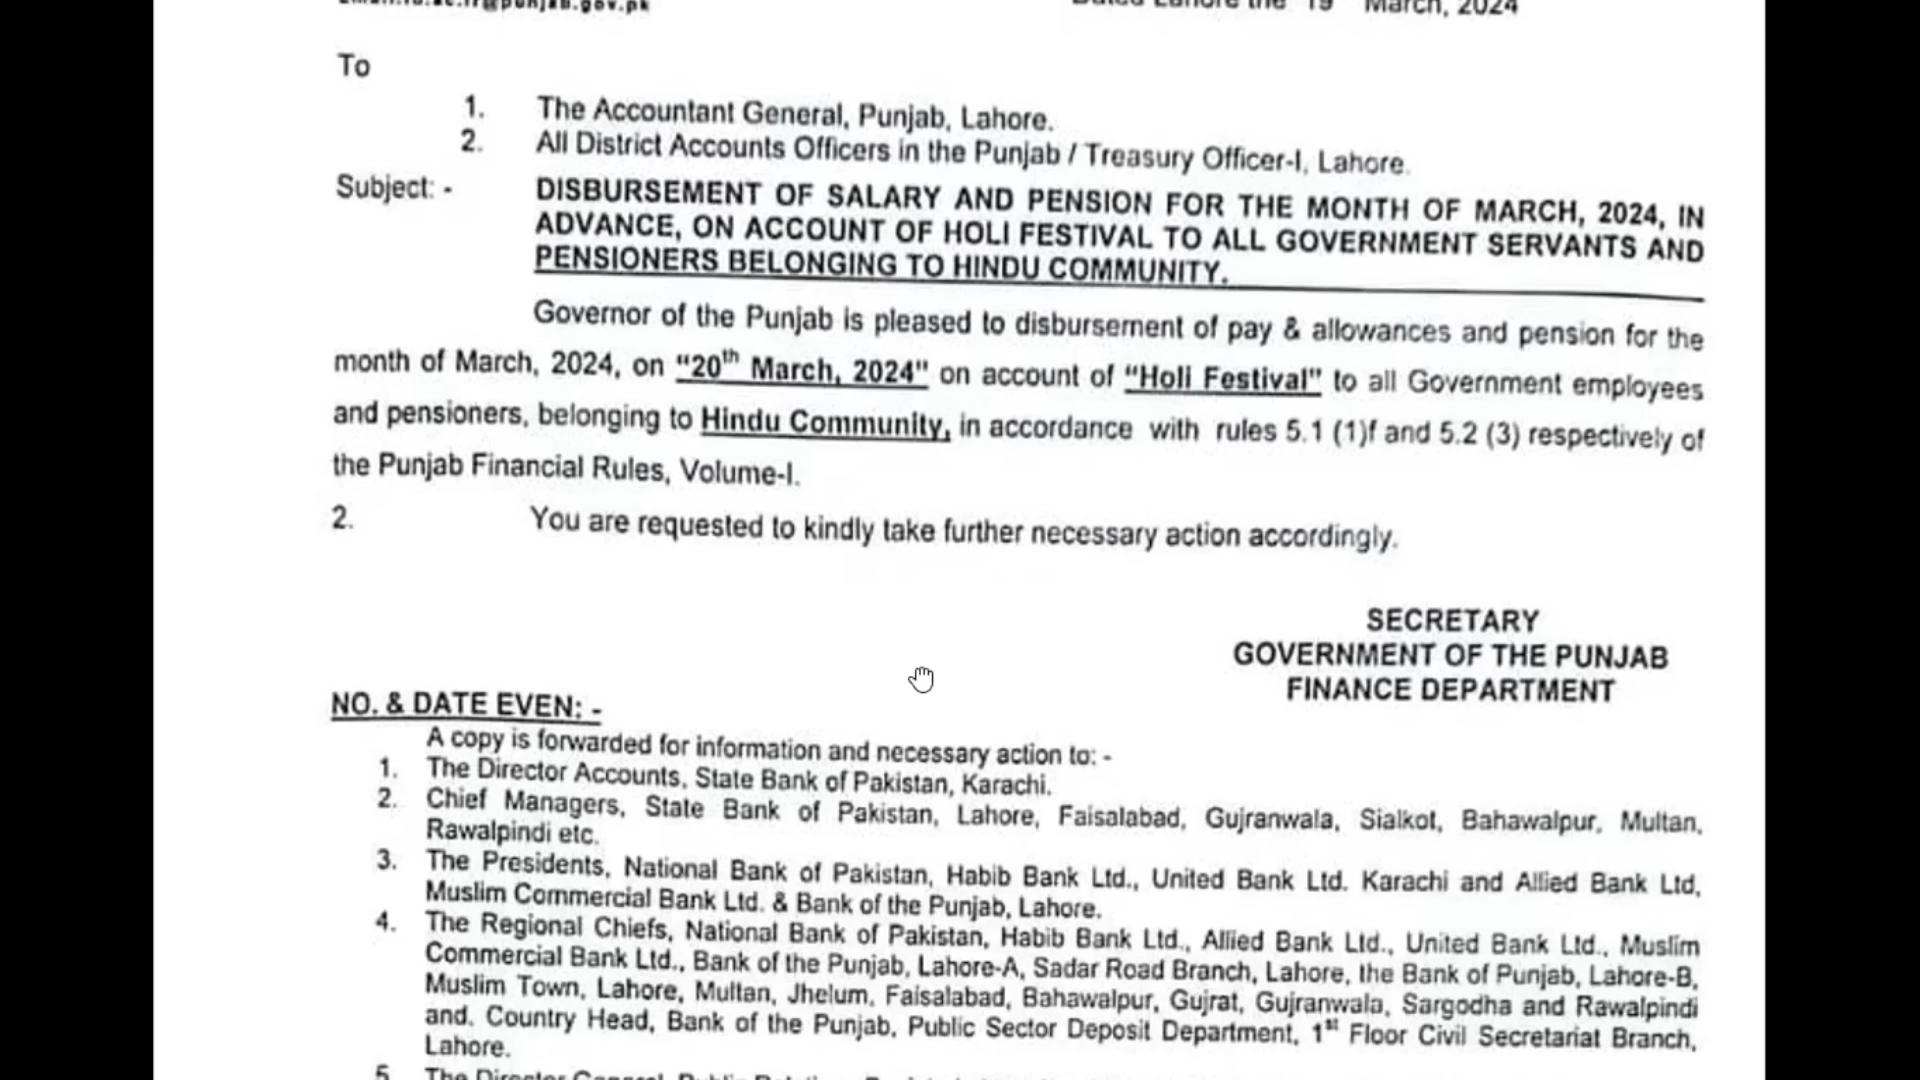 March, 2024
To
1. The Accountant General, Punjab, Lahore.
2. All District Accounts Officers in the Punjab / Treasury Officer-I, Lahore.
Subject: - DISBURSEMENT OF SALARY AND PENSION FOR THE MONTH OF MARCH, 2024, IN
ADVANCE, ON ACCOUNT OF HOLI FESTIVAL TO ALL GOVERNMENT SERVANTS AND
PENSIONERS BELONGING TO HINDU COMMUNITY.
Governor of the Punjab is pleased to disbursement of pay & allowances and pension for the
month of March, 2024, on "20th March, 2024" on account of "Holi Festival" to all Government employees
and pensioners, belonging to Hindu Community, in accordance with rules 5.1 (1)f and 5.2 (3) respectively of
the Punjab Financial Rules, Volume-I.
2. You are requested to kindly take further necessary action accordingly.
SECRETARY
GOVERNMENT OF THE PUNJAB
FINANCE DEPARTMENT
NO. & DATE EVEN: -
A copy is forwarded for information and necessary action to: -
1. The Director Accounts, State Bank of Pakistan, Karachi.
2. Chief Managers, State Bank of Pakistan, Lahore, Faisalabad, Gujranwala, Sialkot, Bahawalpur, Multan,
Rawalpindi etc.
3. The Presidents, National Bank of Pakistan, Habib Bank Ltd., United Bank Ltd. Karachi and Allied Bank Ltd,
Muslim Commercial Bank Ltd. & Bank of the Punjab, Lahore.
4. The Regional Chiefs, National Bank of Pakistan, Habib Bank Ltd., Allied Bank Ltd., United Bank Ltd., Muslim
Commercial Bank Ltd., Bank of the Punjab, Lahore-A, Sadar Road Branch, Lahore, the Bank of Punjab, Lahore-B,
Muslim Town, Lahore, Multan, Jhelum, Faisalabad, Bahawalpur, Gujrat, Gujranwala, Sargodha and Rawalpindi
and. Country Head, Bank of the Punjab, Public Sector Deposit Department, 1st Floor Civil Secretariat Branch,
Lahore.
5. The Director General, Public